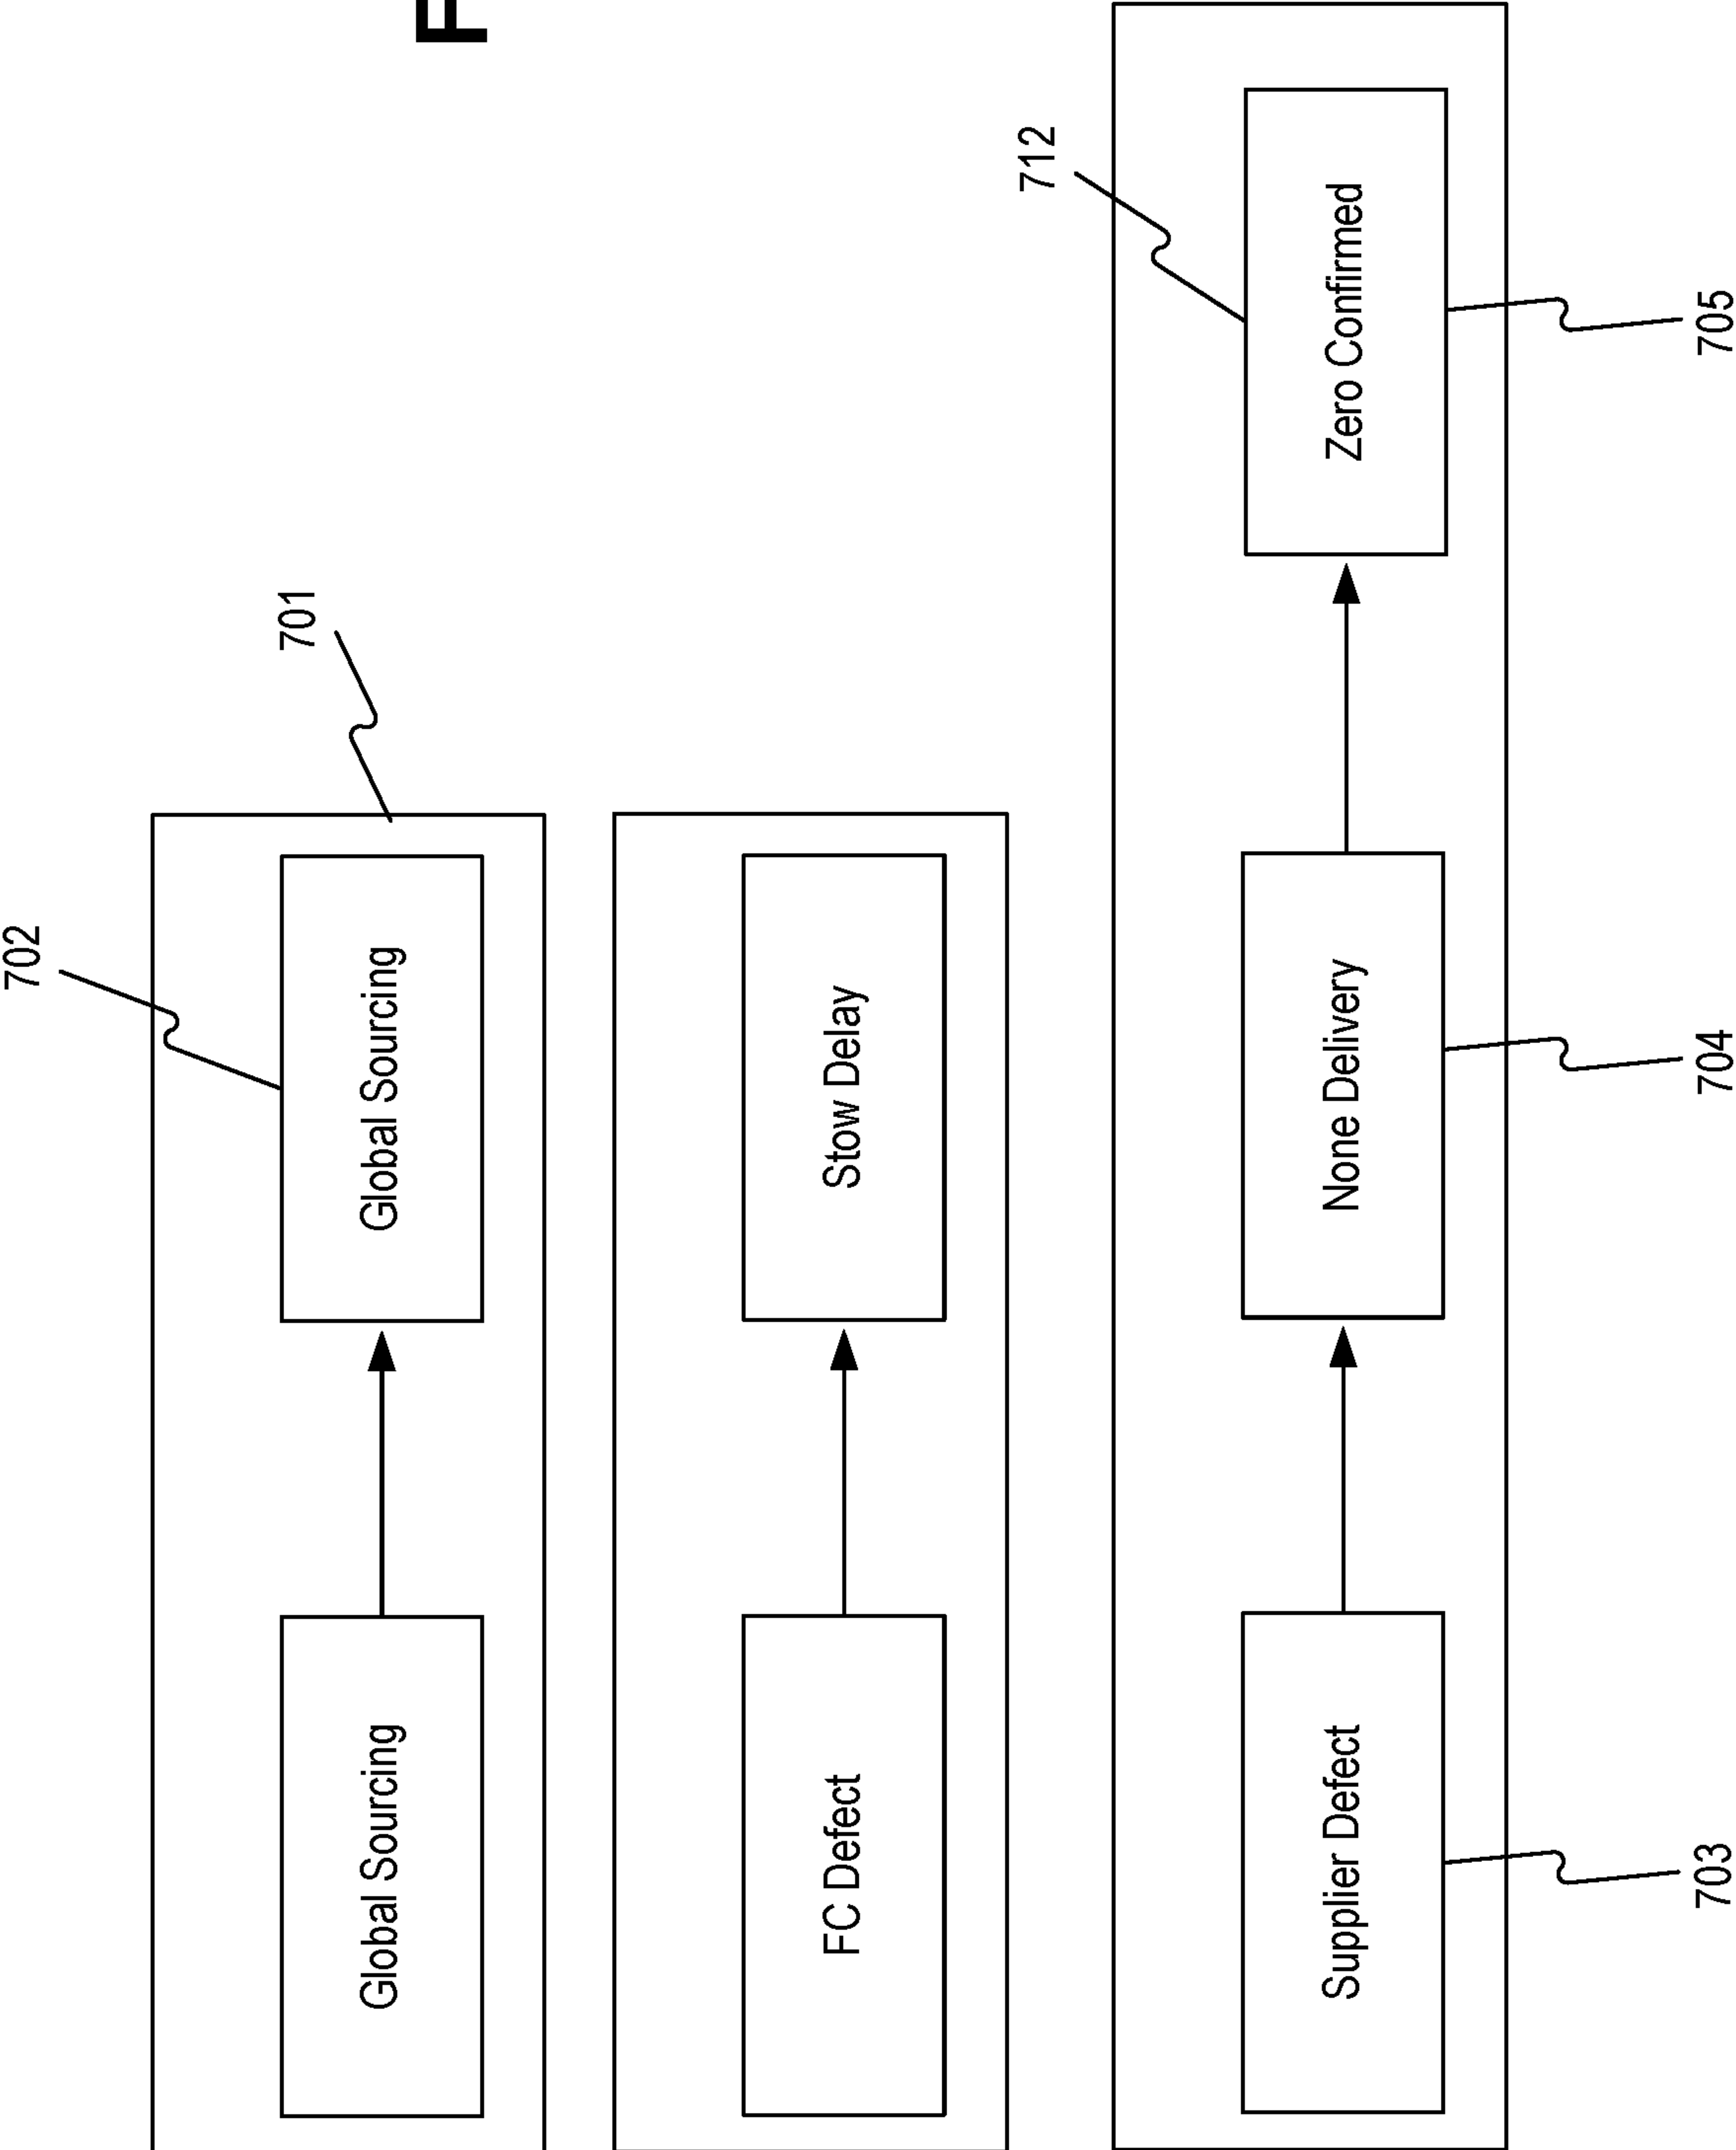 F
702
701
Global Sourcing
Global Sourcing
FC Defect
Stow Delay
712
Supplier Defect
None Delivery
Zero Confirmed
703
704
705